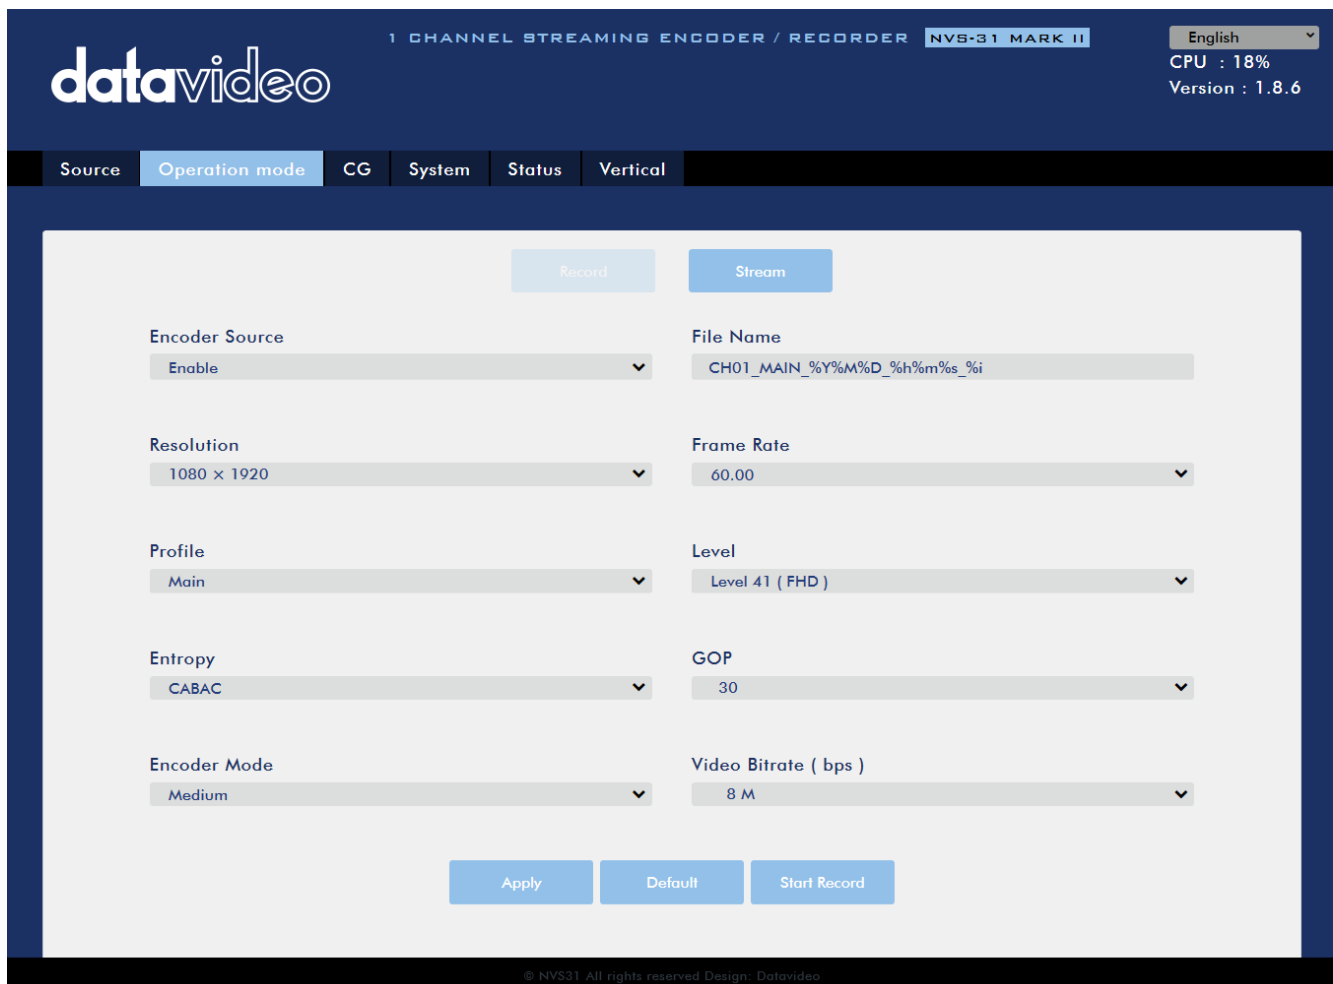 1 CHANNEL STREAMING ENCODER / RECORDER NVS-31 MARK II
English
CPU : 18%
Version : 1.8.6
datavideo
Source Operation mode CG System Status Vertical
Record Stream
Encoder Source File Name
Enable CH01_MAIN_%Y%M%D_%h%m%s_%i
Resolution Frame Rate
1080 × 1920 60.00
Profile Level
Main Level 41 ( FHD )
Entropy GOP
CABAC 30
Encoder Mode Video Bitrate ( bps )
Medium 8 M
Apply Default Start Record
© NVS31 All rights reserved Design: Datavideo